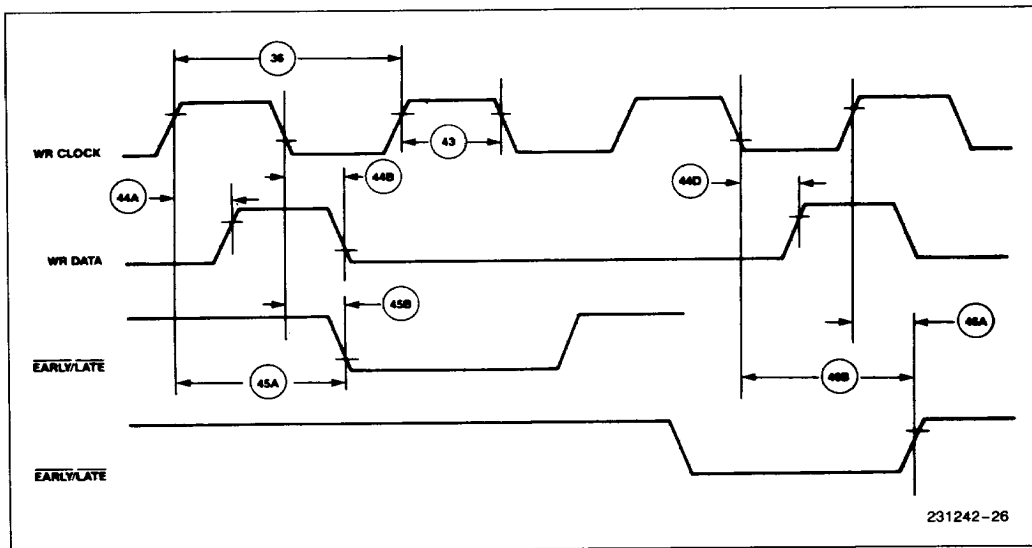 36
WR CLOCK
43
44A
44B
44D
WR DATA
45B
46A
EARLY/LATE
45A
46B
EARLY/LATE
231242-26